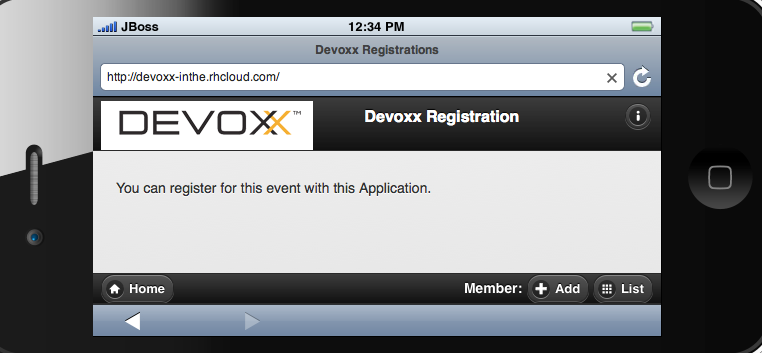 JBoss 12:34 PM
Devoxx Registrations
http://devoxx-inthe.rhcloud.com/
DEVOXX™ Devoxx Registration i
You can register for this event with this Application.
Home Member: Add List